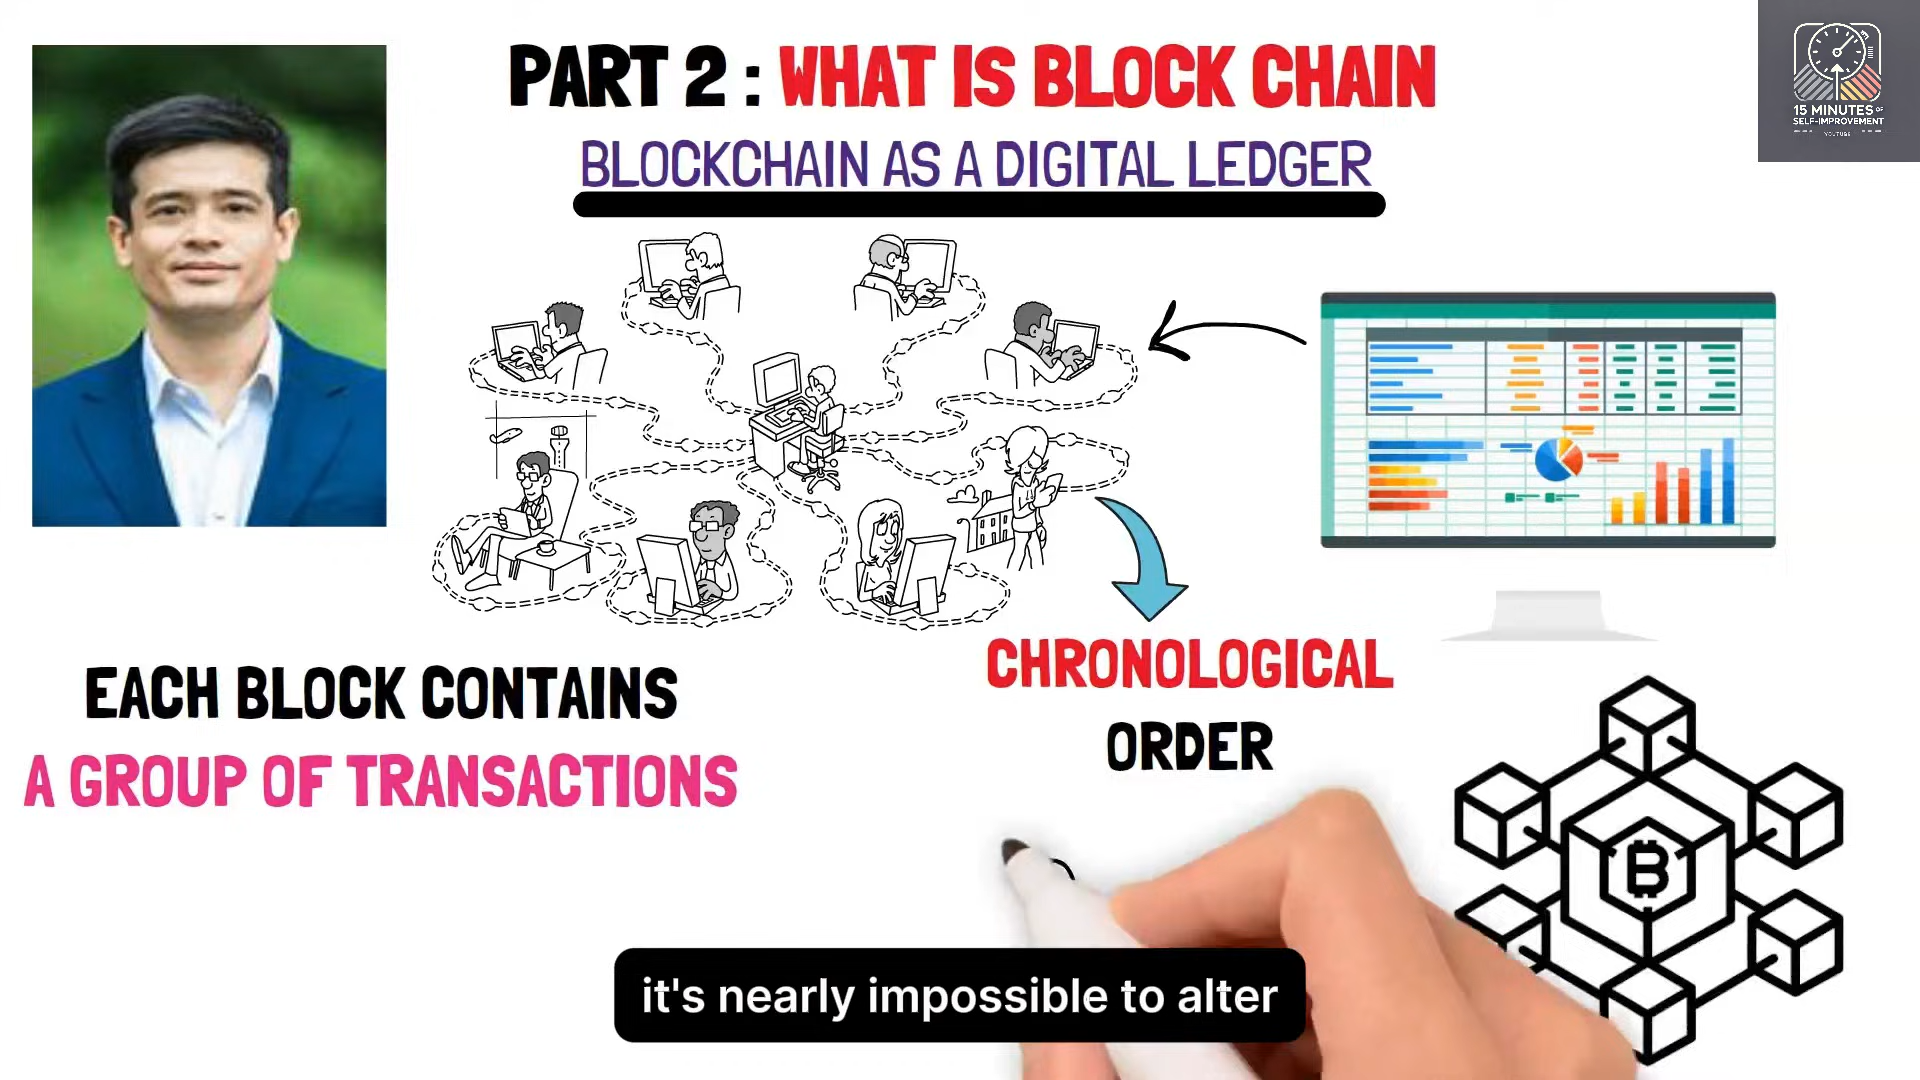 PART 2 : WHAT IS BLOCK CHAIN
BLOCKCHAIN AS A DIGITAL LEDGER
15 MINUTES OF
SELF-IMPROVEMENT
YOUTUBE
CHRONOLOGICAL
ORDER
EACH BLOCK CONTAINS
A GROUP OF TRANSACTIONS
it's nearly impossible to alter